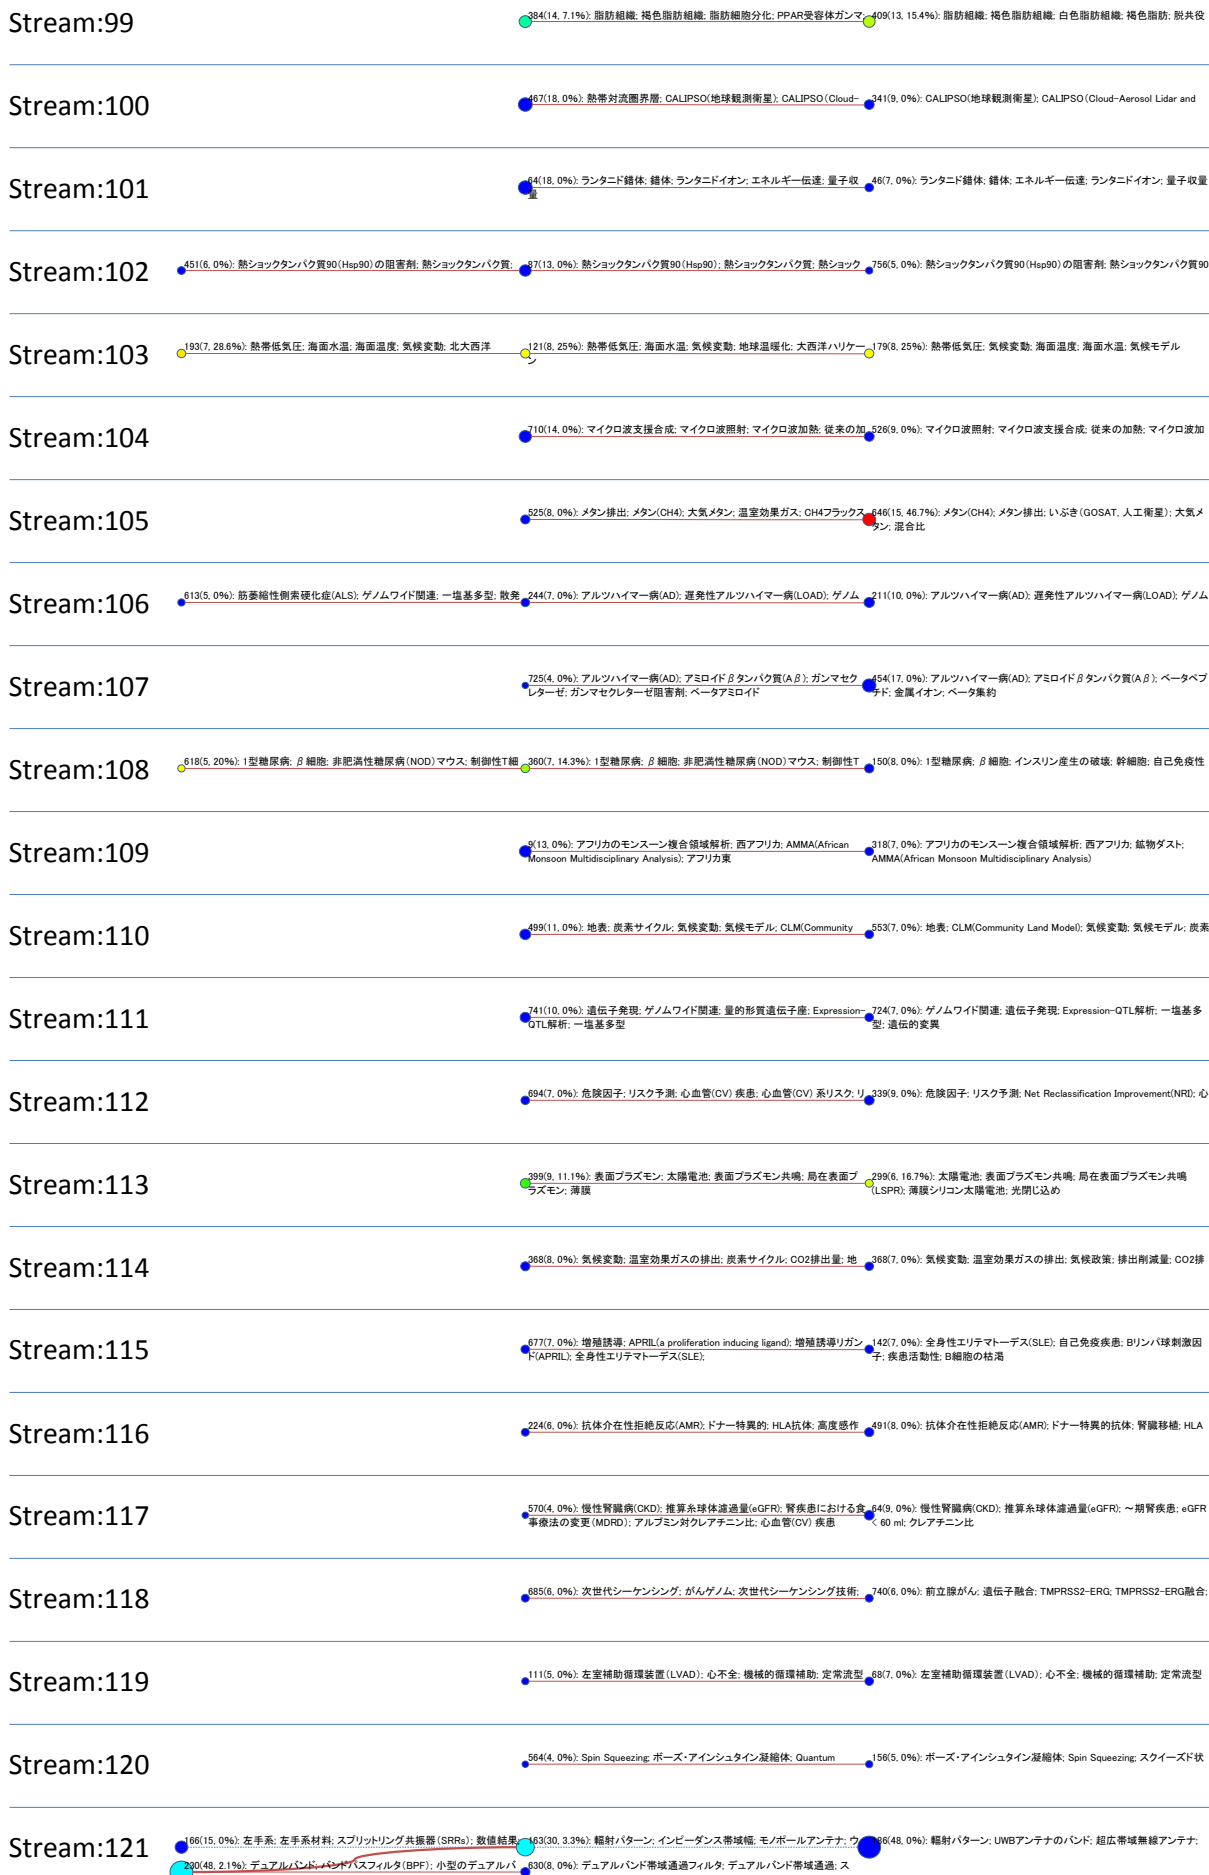 Stream:99
384(14, 7.1%): 脂肪組織; 褐色脂肪組織; 脂肪細胞分化; PPAR受容体ガンマ;
409(13, 15.4%): 脂肪組織; 褐色脂肪組織; 白色脂肪組織; 褐色脂肪; 脱共役
Stream:100
467(18, 0%): 熱帯対流圏界層; CALIPSO(地球観測衛星); CALIPSO(Cloud-
341(9, 0%): CALIPSO(地球観測衛星); CALIPSO(Cloud-Aerosol Lidar and
Stream:101
64(18, 0%): ランタニド錯体; 錯体; ランタニドイオン; エネルギー伝達; 量子収
量
46(7, 0%): ランタニド錯体; 錯体; エネルギー伝達; ランタニドイオン; 量子収量
Stream:102
451(6, 0%): 熱ショックタンパク質90(Hsp90)の阻害剤; 熱ショックタンパク質;
87(13, 0%): 熱ショックタンパク質90(Hsp90); 熱ショックタンパク質; 熱ショック
756(5, 0%): 熱ショックタンパク質90(Hsp90)の阻害剤; 熱ショックタンパク質90
Stream:103
193(7, 28.6%): 熱帯低気圧; 海面水温; 海面温度; 気候変動; 北大西洋
121(8, 25%): 熱帯低気圧; 海面水温; 気候変動; 地球温暖化; 大西洋ハリケー
ン
179(8, 25%): 熱帯低気圧; 気候変動; 海面温度; 海面水温; 気候モデル
Stream:104
710(14, 0%): マイクロ波支援合成; マイクロ波照射; マイクロ波加熱; 従来の加
526(9, 0%): マイクロ波照射; マイクロ波支援合成; 従来の加熱; マイクロ波加
Stream:105
525(8, 0%): メタン排出; メタン(CH4); 大気メタン; 温室効果ガス; CH4フラックス
646(15, 46.7%): メタン(CH4); メタン排出; いぶき(GOSAT, 人工衛星); 大気メ
タン; 混合比
Stream:106
613(5, 0%): 筋萎縮性側索硬化症(ALS); ゲノムワイド関連; 一塩基多型; 散発
244(7, 0%): アルツハイマー病(AD); 遅発性アルツハイマー病(LOAD); ゲノム
211(10, 0%): アルツハイマー病(AD); 遅発性アルツハイマー病(LOAD); ゲノム
Stream:107
725(4, 0%): アルツハイマー病(AD); アミロイドβタンパク質(Aβ); ガンマセク
レターゼ; ガンマセクレターゼ阻害剤; ベータアミロイド
454(17, 0%): アルツハイマー病(AD); アミロイドβタンパク質(Aβ); ベータペプ
チド; 金属イオン; ベータ集約
Stream:108
618(5, 20%): 1型糖尿病; β細胞; 非肥満性糖尿病(NOD)マウス; 制御性T細
360(7, 14.3%): 1型糖尿病; β細胞; 非肥満性糖尿病(NOD)マウス; 制御性T
150(8, 0%): 1型糖尿病; β細胞; インスリン産生の破壊; 幹細胞; 自己免疫性
Stream:109
9(13, 0%): アフリカのモンスーン複合領域解析; 西アフリカ; AMMA(African
Monsoon Multidisciplinary Analysis); アフリカ東
318(7, 0%): アフリカのモンスーン複合領域解析; 西アフリカ; 鉱物ダスト;
AMMA(African Monsoon Multidisciplinary Analysis)
Stream:110
499(11, 0%): 地表; 炭素サイクル; 気候変動; 気候モデル; CLM(Community
553(7, 0%): 地表; CLM(Community Land Model); 気候変動; 気候モデル; 炭素
Stream:111
741(10, 0%): 遺伝子発現; ゲノムワイド関連; 量的形質遺伝子座; Expression-
QTL解析; 一塩基多型
724(7, 0%): ゲノムワイド関連; 遺伝子発現; Expression-QTL解析; 一塩基多
型; 遺伝的変異
Stream:112
694(7, 0%): 危険因子; リスク予測; 心血管(CV) 疾患; 心血管(CV) 系リスク; リ
339(9, 0%): 危険因子; リスク予測; Net Reclassification Improvement(NRI); 心
Stream:113
399(9, 11.1%): 表面プラズモン; 太陽電池; 表面プラズモン共鳴; 局在表面プ
ラズモン; 薄膜
299(6, 16.7%): 太陽電池; 表面プラズモン共鳴; 局在表面プラズモン共鳴
(LSPR); 薄膜シリコン太陽電池; 光閉じ込め
Stream:114
368(8, 0%): 気候変動; 温室効果ガスの排出; 炭素サイクル; CO2排出量; 地
368(7, 0%): 気候変動; 温室効果ガスの排出; 気候政策; 排出削減量; CO2排
Stream:115
677(7, 0%): 増殖誘導; APRIL(a proliferation inducing ligand); 増殖誘導リガン
ド(APRIL); 全身性エリテマトーデス(SLE);
142(7, 0%): 全身性エリテマトーデス(SLE); 自己免疫疾患; Bリンパ球刺激因
子; 疾患活動性; B細胞の枯渇
Stream:116
224(6, 0%): 抗体介在性拒絶反応(AMR); ドナー特異的; HLA抗体; 高度感作
491(8, 0%): 抗体介在性拒絶反応(AMR); ドナー特異的抗体; 腎臓移植; HLA
Stream:117
570(4, 0%): 慢性腎臓病(CKD); 推算糸球体濾過量(eGFR); 腎疾患における食
事療法の変更(MDRD); アルブミン対クレアチニン比; 心血管(CV) 疾患
64(9, 0%): 慢性腎臓病(CKD); 推算糸球体濾過量(eGFR); ～期腎疾患; eGFR
< 60 ml; クレアチニン比
Stream:118
685(6, 0%): 次世代シーケンシング; がんゲノム; 次世代シーケンシング技術;
740(6, 0%): 前立腺がん; 遺伝子融合; TMPRSS2-ERG; TMPRSS2-ERG融合;
Stream:119
111(5, 0%): 左室補助循環装置(LVAD); 心不全; 機械的循環補助; 定常流型
68(7, 0%): 左室補助循環装置(LVAD); 心不全; 機械的循環補助; 定常流型
Stream:120
564(4, 0%): Spin Squeezing; ボーズ・アインシュタイン凝縮体; Quantum
156(5, 0%): ボーズ・アインシュタイン凝縮体; Spin Squeezing; スクイーズド状
Stream:121
166(15, 0%): 左手系; 左手系材料; スプリットリング共振器(SRRs); 数値結果;
163(30, 3.3%): 輻射パターン; インピーダンス帯域幅; モノポールアンテナ; ウ
186(48, 0%): 輻射パターン; UWBアンテナのバンド; 超広帯域無線アンテナ;
230(48, 2.1%): デュアルバンド; バンドパスフィルタ(BPF); 小型のデュアルバ
630(8, 0%): デュアルバンド帯域通過フィルタ; デュアルバンド帯域通過; ス